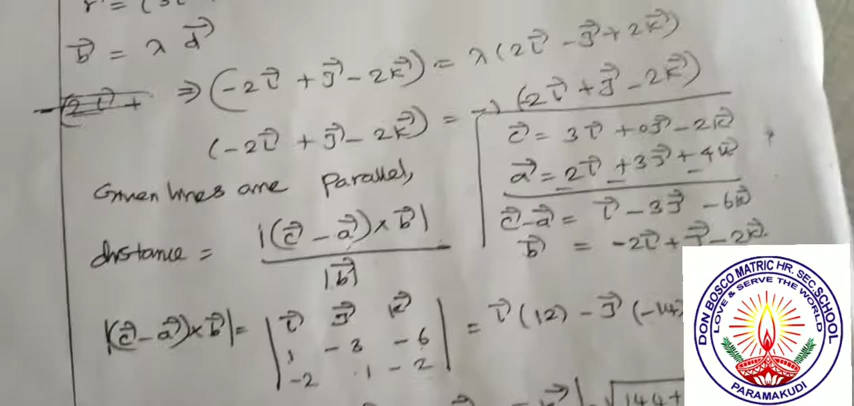 b⃗ = λ d⃗
⇒ (-2i⃗ + j⃗ - 2k⃗) = λ(2i⃗ - j⃗ + 2k⃗)
(-2i⃗ + j⃗ - 2k⃗) = (-2i⃗ + j⃗ - 2k⃗)
Given lines are parallel,
c⃗ = 3i⃗ + 0j⃗ - 2k⃗
a⃗ = 2i⃗ + 3j⃗ + 4k⃗
c⃗ - a⃗ = i⃗ - 3j⃗ - 6k⃗
b⃗ = -2i⃗ + j⃗ - 2k⃗
distance = |(c⃗ - a⃗) × b⃗| / |b⃗|
|(c⃗ - a⃗) × b⃗| = | i⃗ j⃗ k⃗ | = i⃗(12) - j⃗(-14
1 -3 -6
-2 1 -2
√144+
DON BOSCO MATRIC HR. SEC. SCHOOL
LOVE & SERVE THE WORLD
PARAMAKUDI